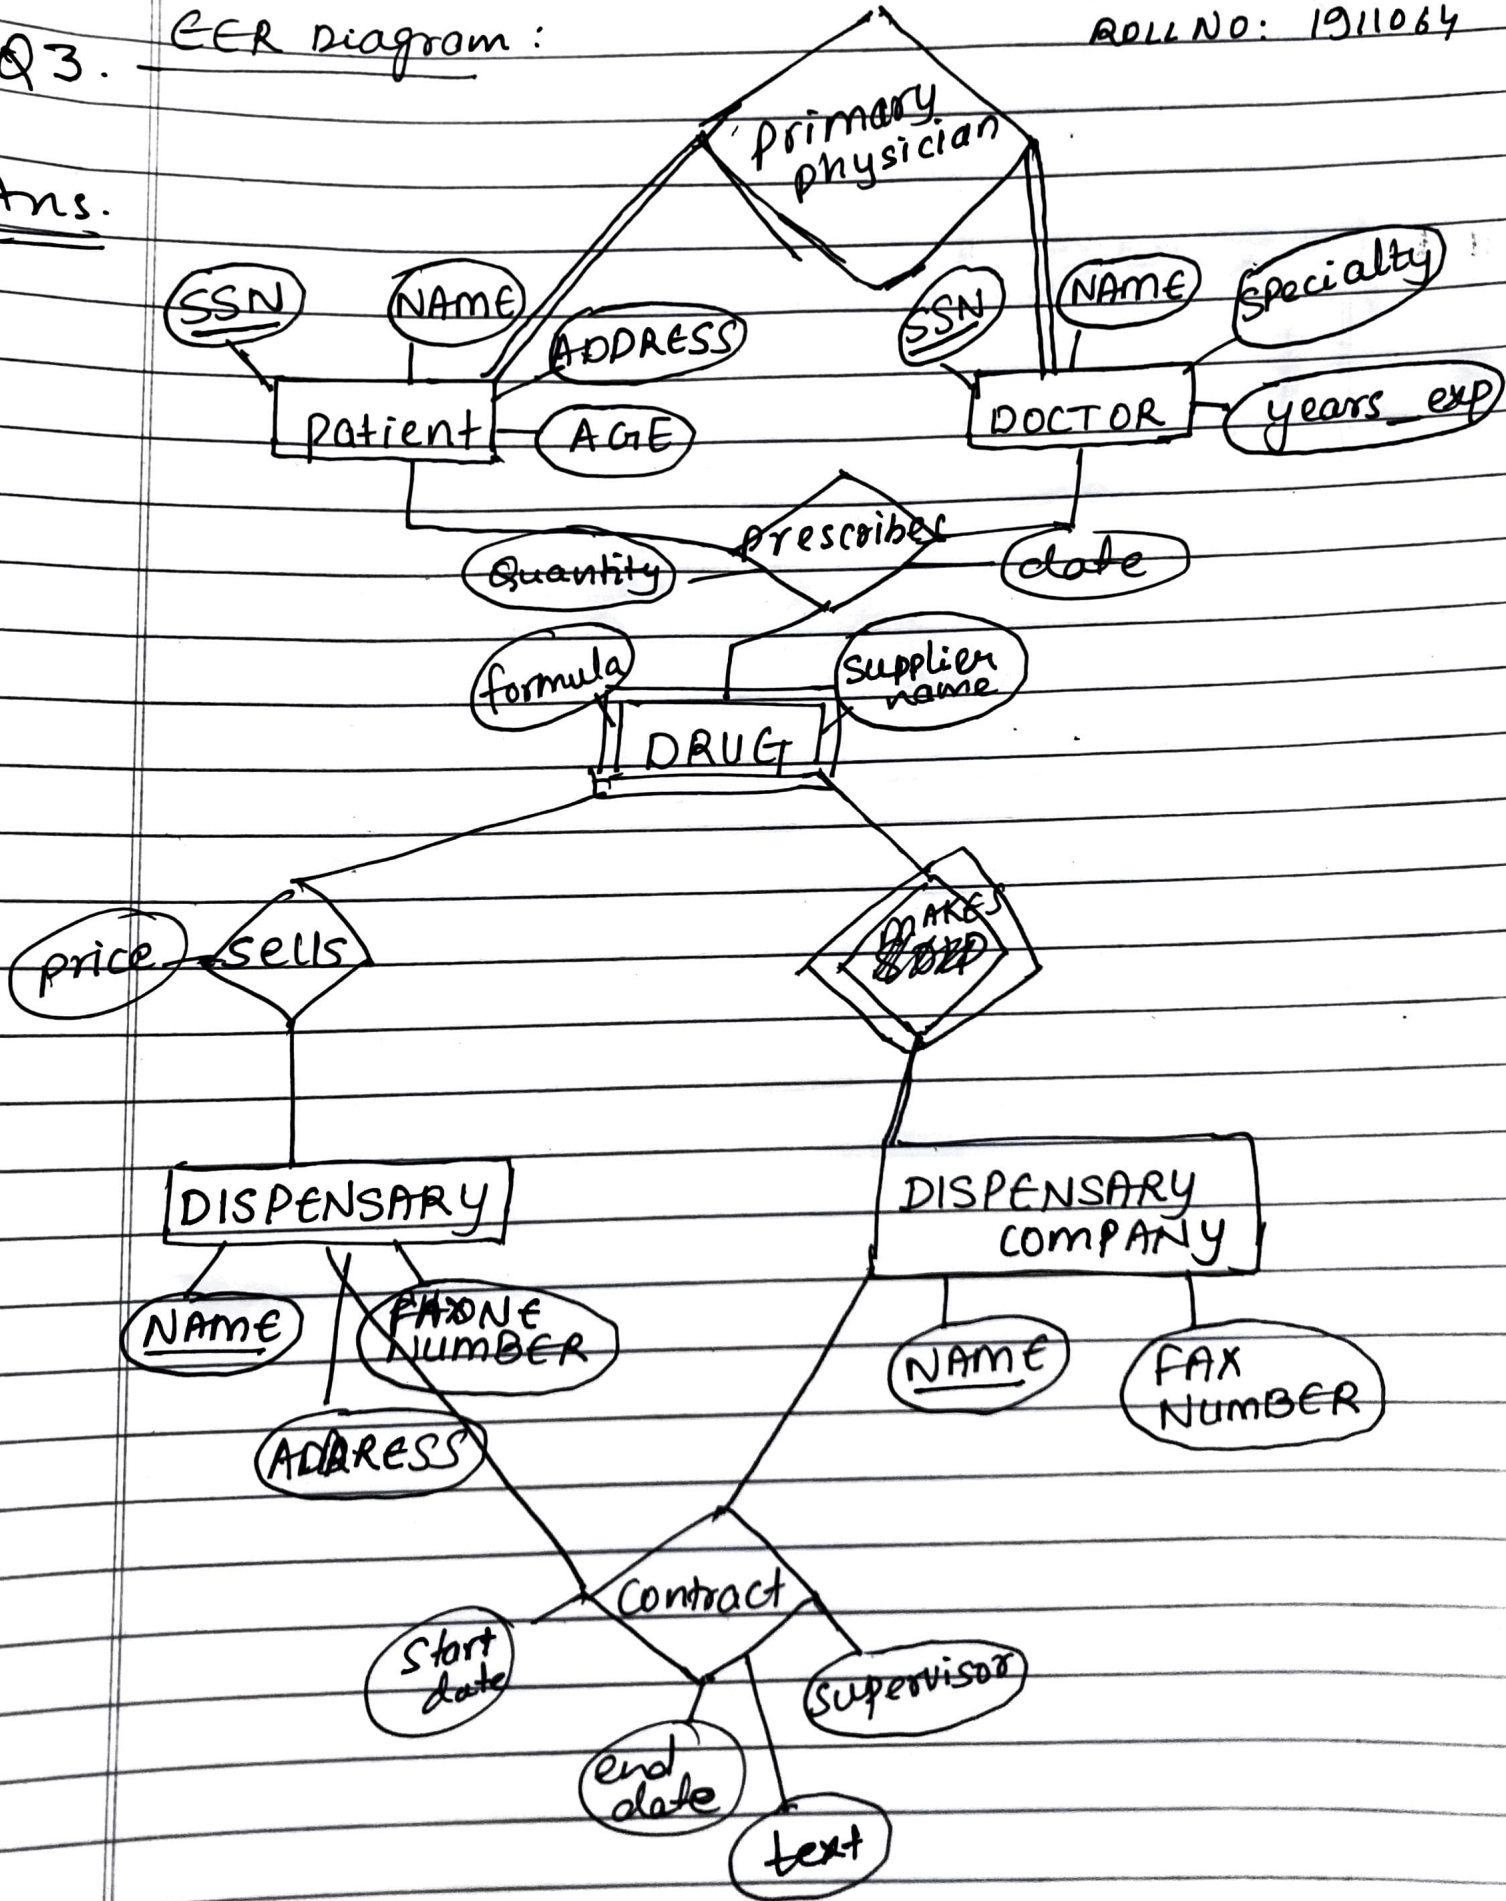 Q3. EER Diagram:
ROLL NO: 1911064
Ans.
Primary
physician
SSN
NAME
ADDRESS
SSN
NAME
Specialty
Patient
AGE
DOCTOR
years_exp
Prescribes
Quantity
date
formula
Supplier
name
DRUG
MAKES
price
sells
DISPENSARY
DISPENSARY
COMPANY
NAME
PHONE
NUMBER
NAME
FAX
NUMBER
ADDRESS
Contract
Start
date
Supervisor
end
date
text